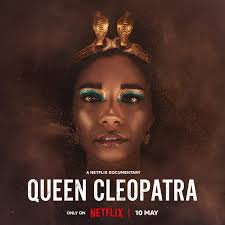 A NETFLIX DOCUMENTARY
QUEEN CLEOPATRA
ONLY ON NETFLIX | 10 MAY